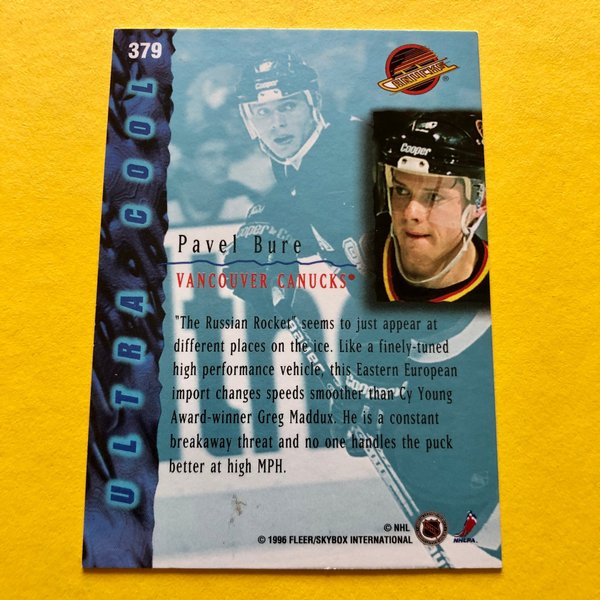 379
CANUCKS
ULTRA COOL
Cooper
Cooper
Cooper
Pavel Bure
VANCOUVER CANUCKS®
"The Russian Rocket" seems to just appear at
different places on the ice. Like a finely-tuned
high performance vehicle, this Eastern European
import changes speeds smoother than Cy Young
Award-winner Greg Maddux. He is a constant
breakaway threat and no one handles the puck
better at high MPH.
© NHL
© 1996 FLEER/SKYBOX INTERNATIONAL
NHLPA